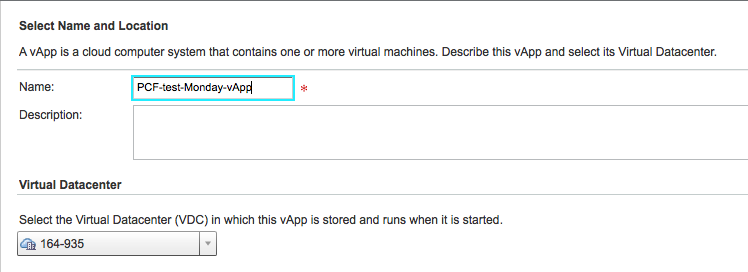 Select Name and Location
A vApp is a cloud computer system that contains one or more virtual machines. Describe this vApp and select its Virtual Datacenter.
Name: PCF-test-Monday-vApp *
Description:
Virtual Datacenter
Select the Virtual Datacenter (VDC) in which this vApp is stored and runs when it is started.
164-935